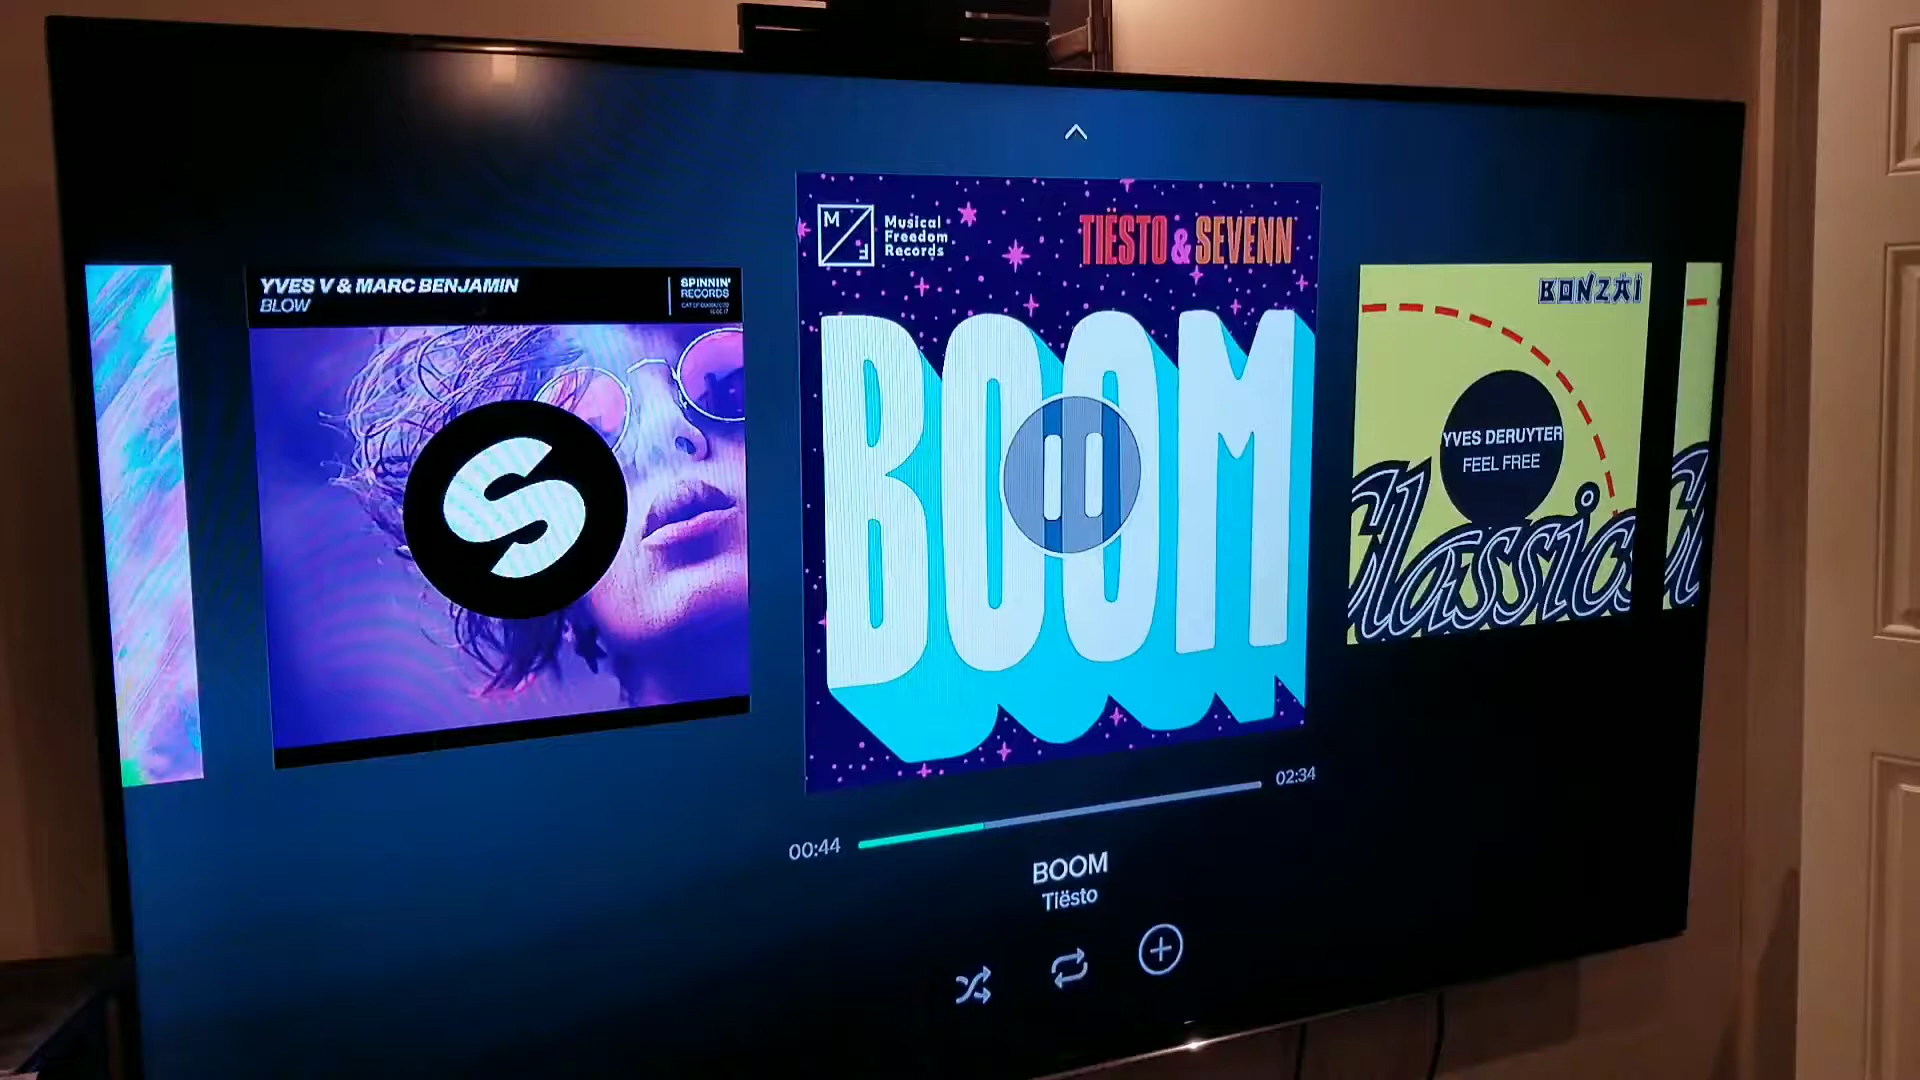 YVES V & MARC BENJAMIN
BLOW
SPINNIN'
RECORDS
S
M
F
Musical
Freedom
Records
TIËSTO & SEVENN
BOOM
BONZAI
YVES DERUYTER
FEEL FREE
Classics
00:44
02:34
BOOM
Tiësto